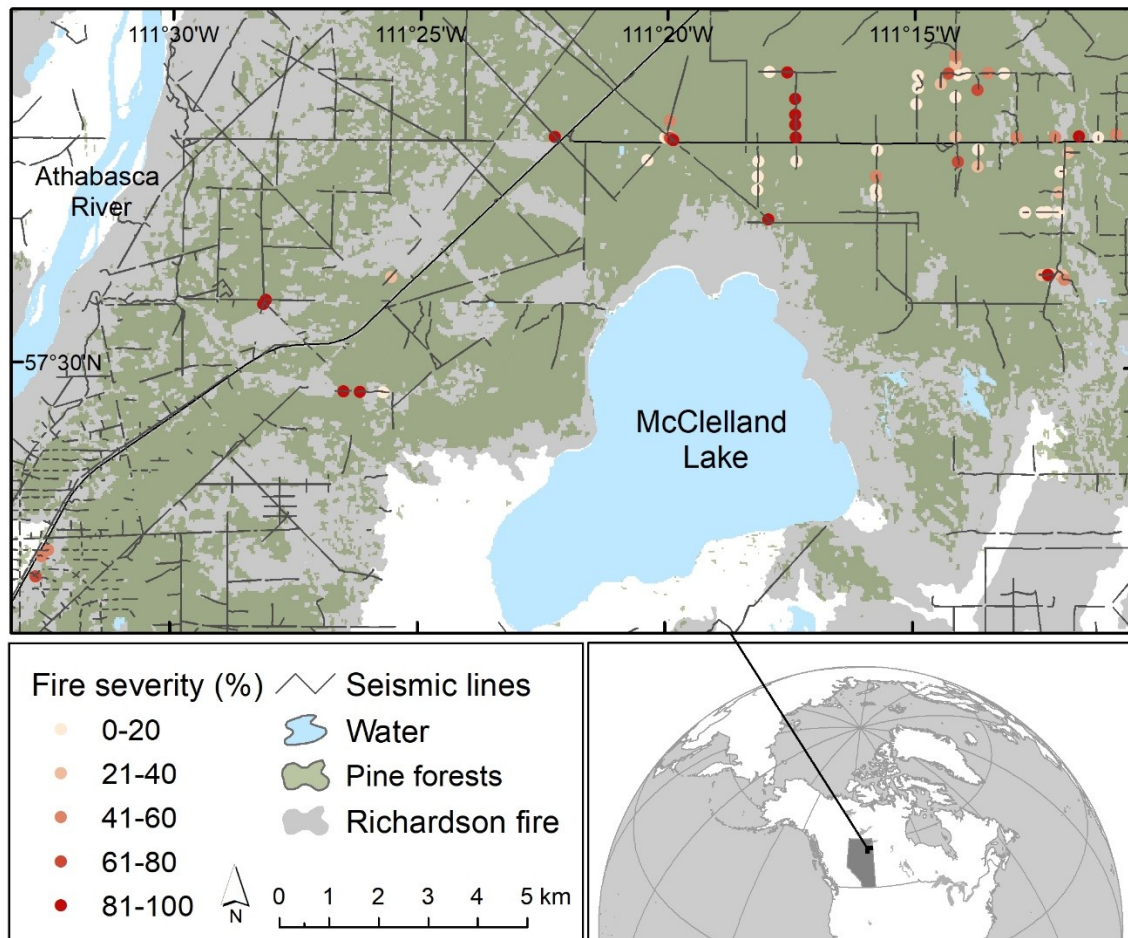 111°30'W 111°25'W 111°20'W 111°15'W
Athabasca
River
57°30'N
McClelland
Lake
Fire severity (%)
0-20
21-40
41-60
61-80
81-100
Seismic lines
Water
Pine forests
Richardson fire
N
0 1 2 3 4 5 km